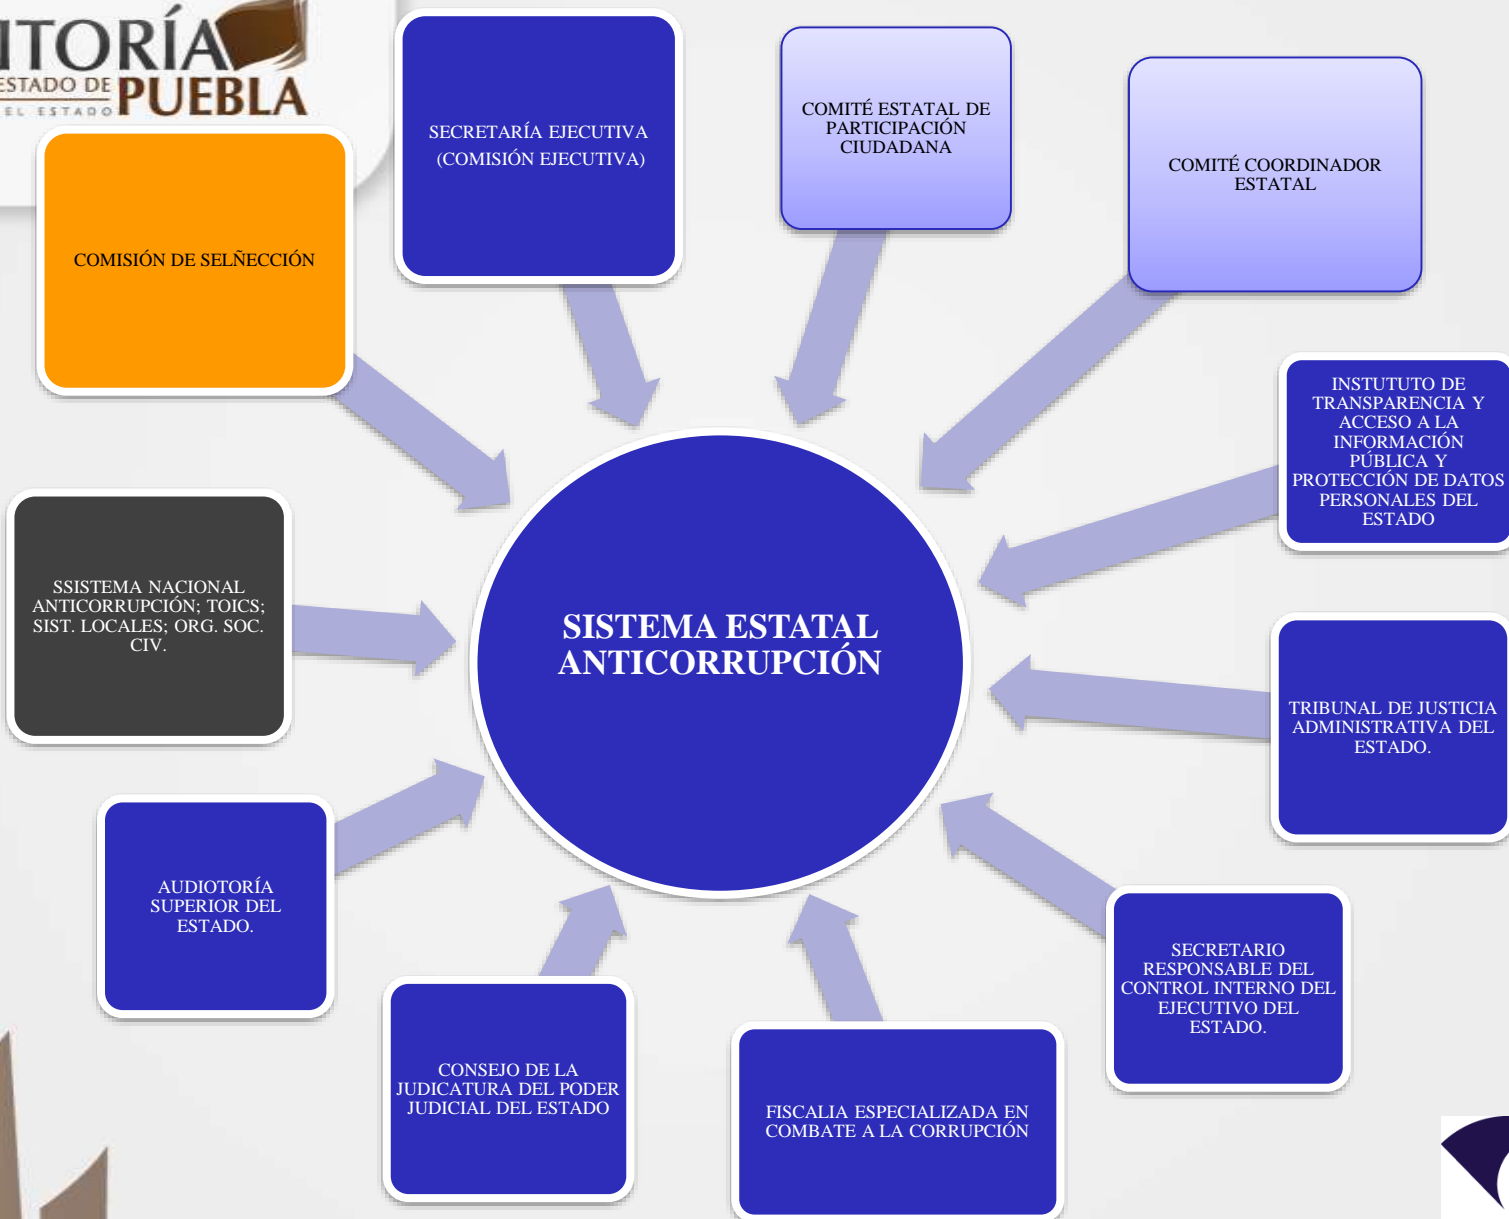 ITORÍA
ESTADO DE PUEBLA
EL ESTADO
SECRETARÍA EJECUTIVA
(COMISIÓN EJECUTIVA)
COMITÉ ESTATAL DE
PARTICIPACIÓN
CIUDADANA
COMITÉ COORDINADOR
ESTATAL
COMISIÓN DE SELÑECCIÓN
INSTUTUTO DE
TRANSPARENCIA Y
ACCESO A LA
INFORMACIÓN
PÚBLICA Y
PROTECCIÓN DE DATOS
PERSONALES DEL
ESTADO
SSISTEMA NACIONAL
ANTICORRUPCIÓN; TOICS;
SIST. LOCALES; ORG. SOC.
CIV.
SISTEMA ESTATAL
ANTICORRUPCIÓN
TRIBUNAL DE JUSTICIA
ADMINISTRATIVA DEL
ESTADO.
AUDIOTORÍA
SUPERIOR DEL
ESTADO.
SECRETARIO
RESPONSABLE DEL
CONTROL INTERNO DEL
EJECUTIVO DEL
ESTADO.
CONSEJO DE LA
JUDICATURA DEL PODER
JUDICIAL DEL ESTADO
FISCALIA ESPECIALIZADA EN
COMBATE A LA CORRUPCIÓN